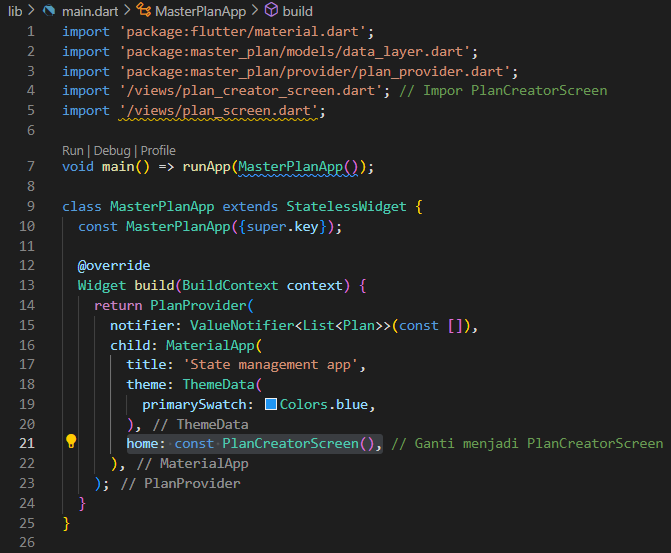 lib > main.dart > MasterPlanApp > build
1 import 'package:flutter/material.dart';
2 import 'package:master_plan/models/data_layer.dart';
3 import 'package:master_plan/provider/plan_provider.dart';
4 import '/views/plan_creator_screen.dart'; // Impor PlanCreatorScreen
5 import '/views/plan_screen.dart';
6
Run | Debug | Profile
7 void main() => runApp(MasterPlanApp());
8
9 class MasterPlanApp extends StatelessWidget {
10   const MasterPlanApp({super.key});
11
12   @override
13   Widget build(BuildContext context) {
14     return PlanProvider(
15       notifier: ValueNotifier<List<Plan>>(const []),
16       child: MaterialApp(
17         title: 'State management app',
18         theme: ThemeData(
19           primarySwatch: Colors.blue,
20         ), // ThemeData
21         home: const PlanCreatorScreen(), // Ganti menjadi PlanCreatorScreen
22       ), // MaterialApp
23     ); // PlanProvider
24   }
25 }
26